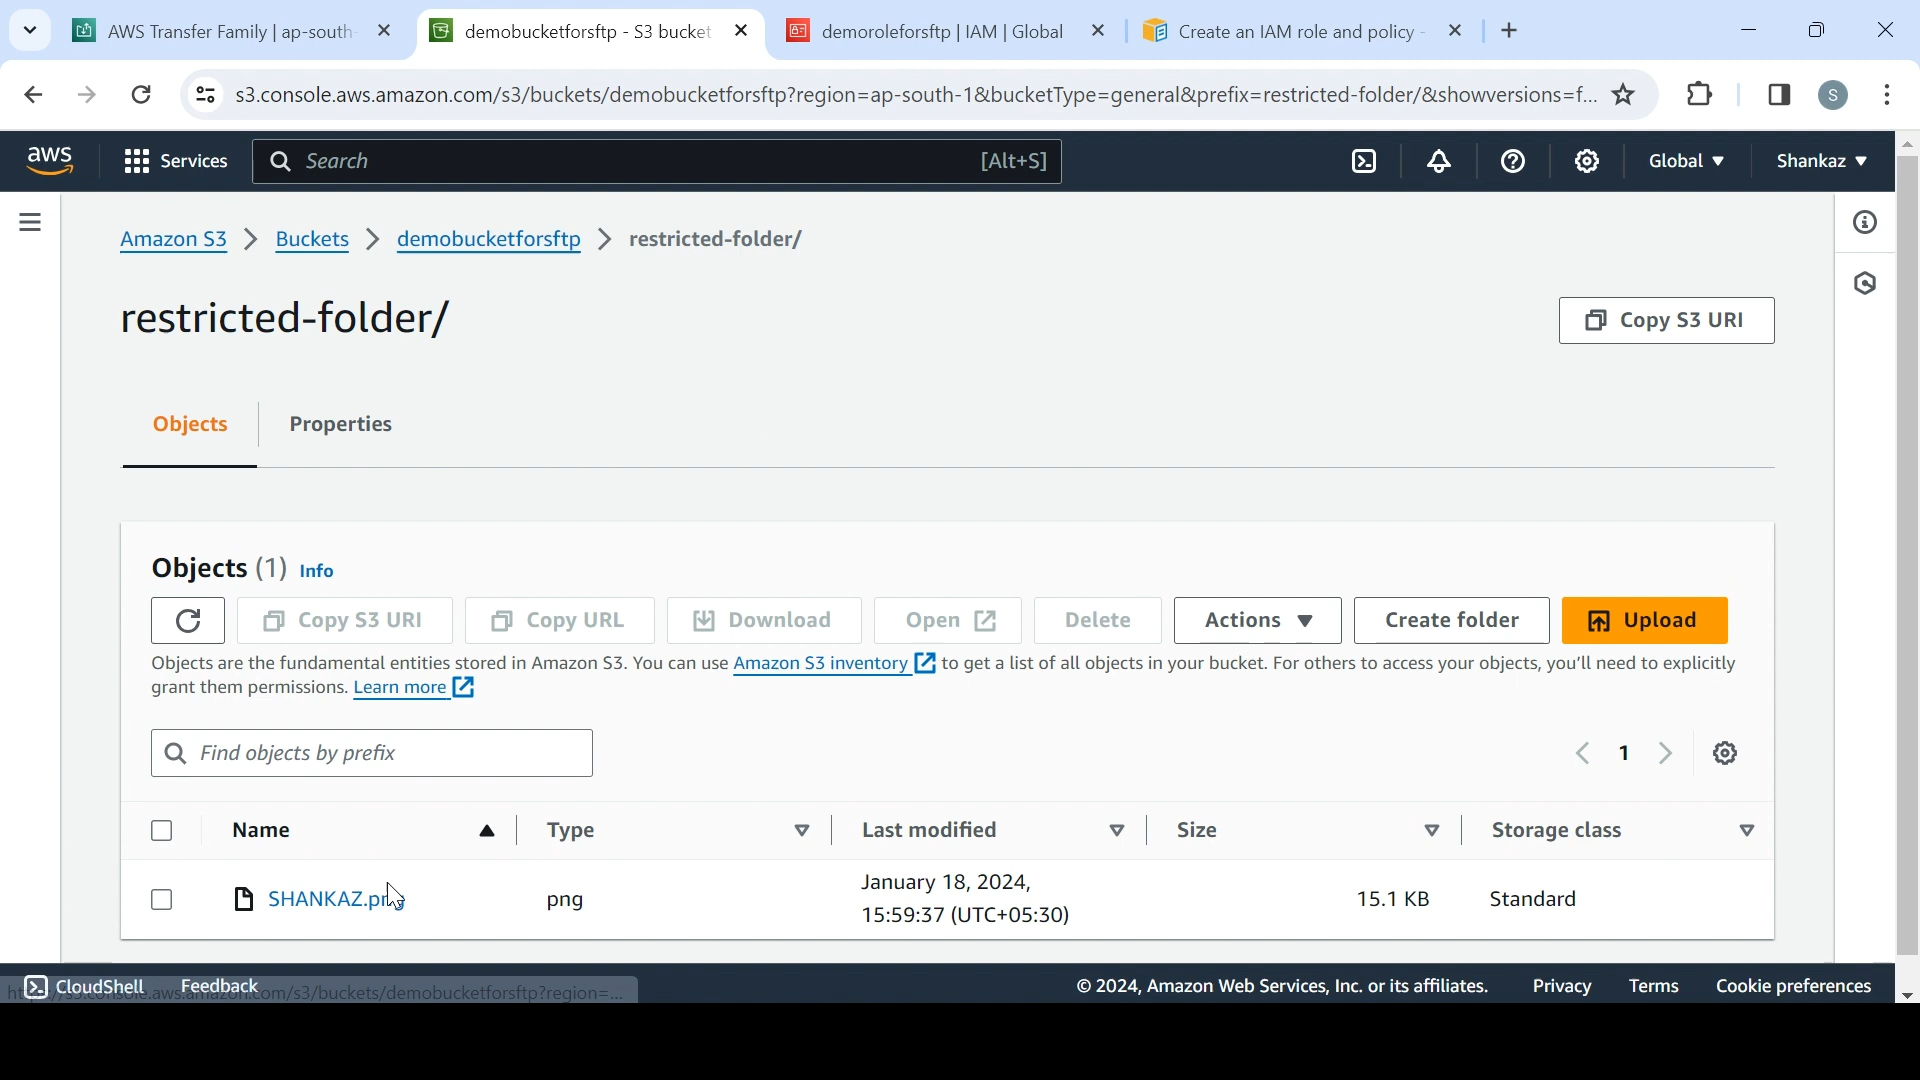 AWS Transfer Family | ap-south-
demobucketforsftp - S3 bucket
demoroleforsftp | IAM | Global
Create an IAM role and policy -
s3.console.aws.amazon.com/s3/buckets/demobucketforsftp?region=ap-south-1&bucketType=general&prefix=restricted-folder/&showversions=f...
S
aws
Services
Search
[Alt+S]
Global
Shankaz
Amazon S3
Buckets
demobucketforsftp
restricted-folder/
restricted-folder/
Copy S3 URI
Objects
Properties
Objects (1) Info
Copy S3 URI
Copy URL
Download
Open
Delete
Actions
Create folder
Upload
Objects are the fundamental entities stored in Amazon S3. You can use Amazon S3 inventory to get a list of all objects in your bucket. For others to access your objects, you'll need to explicitly
grant them permissions. Learn more
Find objects by prefix
1
Name
Type
Last modified
Size
Storage class
SHANKAZ.png
png
January 18, 2024,
15:59:37 (UTC+05:30)
15.1 KB
Standard
CloudShell
Feedback
© 2024, Amazon Web Services, Inc. or its affiliates.
Privacy
Terms
Cookie preferences